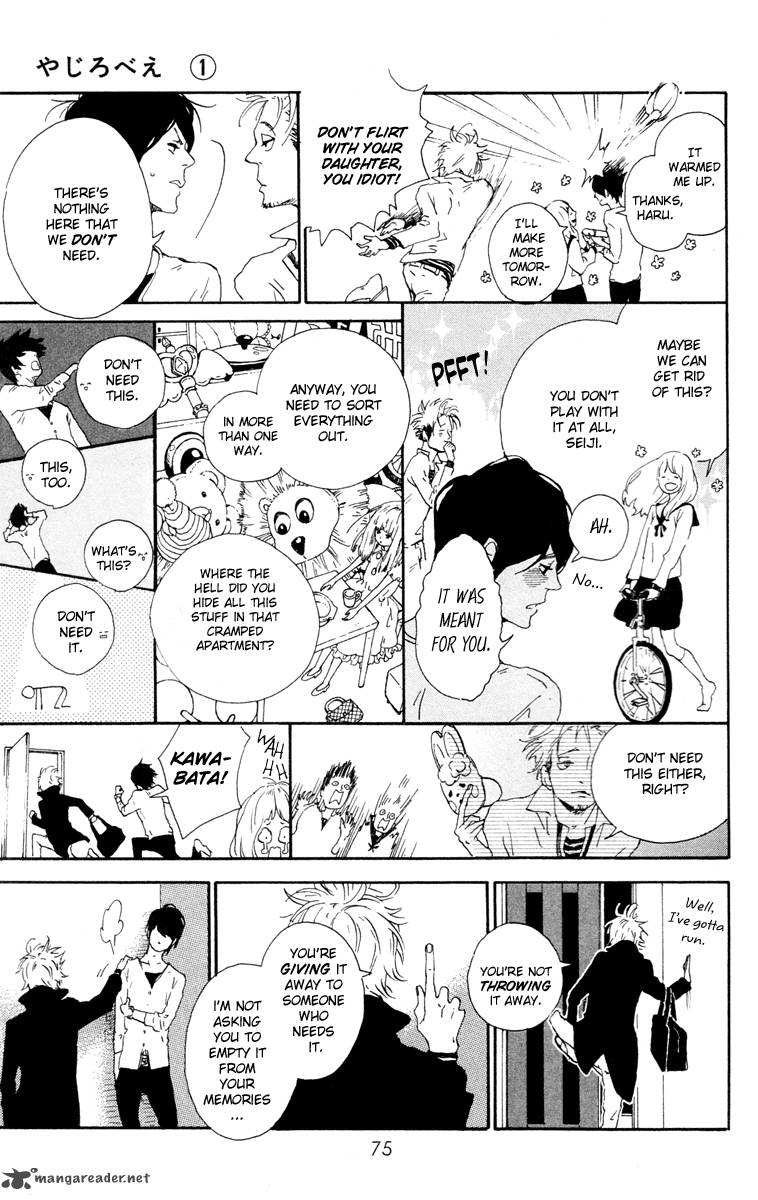 やじろべえ ①
IT
WARMED
ME UP.
THANKS,
HARU.
I'LL
MAKE
MORE
TOMOR-
ROW.
DON'T FLIRT
WITH YOUR
DAUGHTER,
YOU IDIOT!
THERE'S
NOTHING
HERE THAT
WE DON'T
NEED.
MAYBE
WE CAN
GET RID
OF THIS?
YOU DON'T
PLAY WITH
IT AT ALL,
SEIJI.
PFFT!
AH.
No...
IT WAS
MEANT
FOR YOU.
ANYWAY, YOU
NEED TO SORT
EVERYTHING
OUT.
IN MORE
THAN ONE
WAY.
WHERE THE
HELL DID YOU
HIDE ALL THIS
STUFF IN THAT
CRAMPED
APARTMENT?
DON'T
NEED
THIS.
THIS,
TOO.
WHAT'S
THIS?
DON'T
NEED
IT.
DON'T NEED
THIS EITHER,
RIGHT?
WAH
HH
KAWA-
BATA!
Well,
I've gotta
run.
YOU'RE NOT
THROWING
IT AWAY.
YOU'RE
GIVING IT
AWAY TO
SOMEONE
WHO
NEEDS
IT.
I'M NOT
ASKING
YOU TO
EMPTY IT
FROM
YOUR
MEMORIES
...
75
mangareader.net